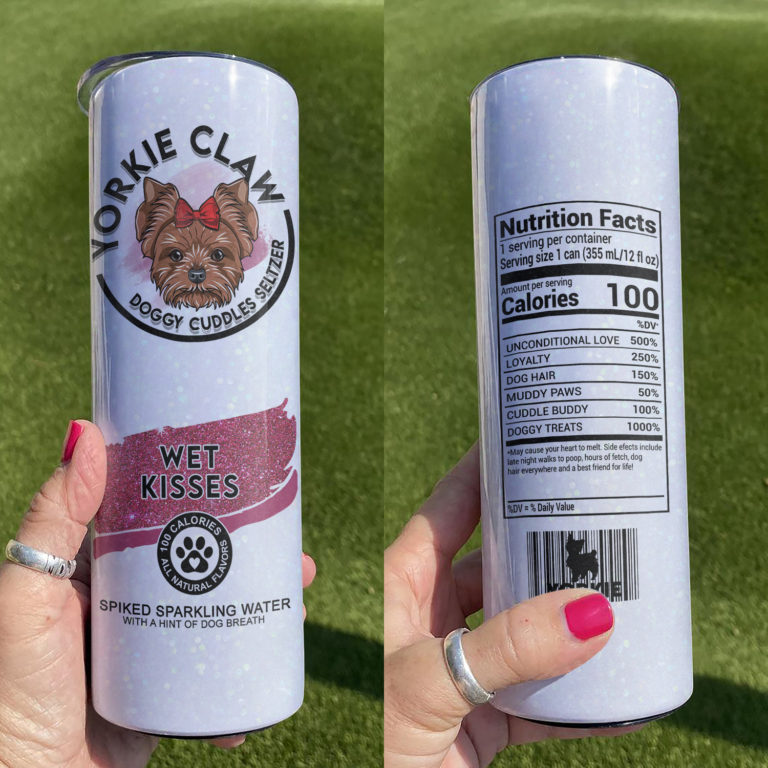 YORKIE CLAW
DOGGY CUDDLES SELTZER
WET
KISSES
100 CALORIES
ALL NATURAL FLAVORS
SPIKED SPARKLING WATER
WITH A HINT OF DOG BREATH
Nutrition Facts
1 serving per container
Serving size 1 can (355 mL/12 fl oz)
Amount per serving
Calories 100
%DV*
UNCONDITIONAL LOVE 500%
LOYALTY 250%
DOG HAIR 150%
MUDDY PAWS 50%
CUDDLE BUDDY 100%
DOGGY TREATS 1000%
*May cause your heart to melt. Side efects include
late night walks to poop, hours of fetch, dog
hair everywhere and a best friend for life!
%DV = % Daily Value
YORKIE